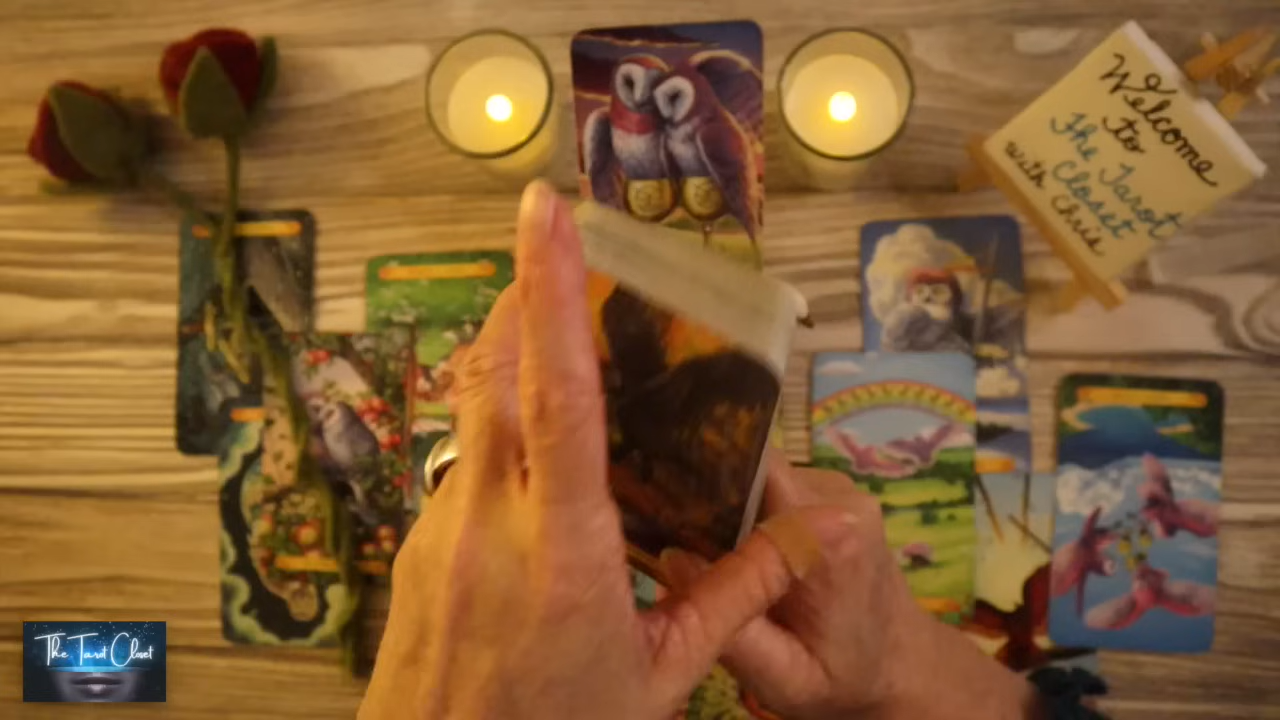 Welcome
to
The Tarot
Closet
with Chris
The Tarot Closet